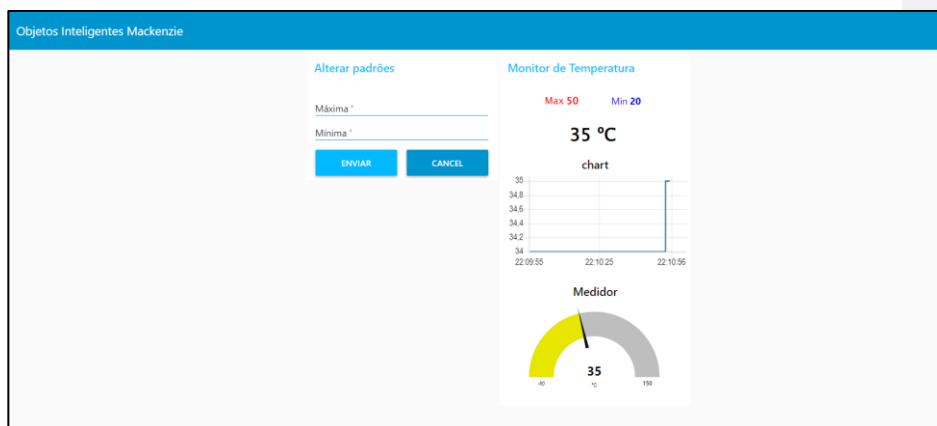 Objetos Inteligentes Mackenzie
Alterar padrões
Máxima *
Mínima *
ENVIAR
CANCEL
Monitor de Temperatura
Max 50 Min 20
35 ºC
chart
35
34,8
34,6
34,4
34,2
34
22:09:55 22:10:25 22:10:56
Medidor
35
ºC
150